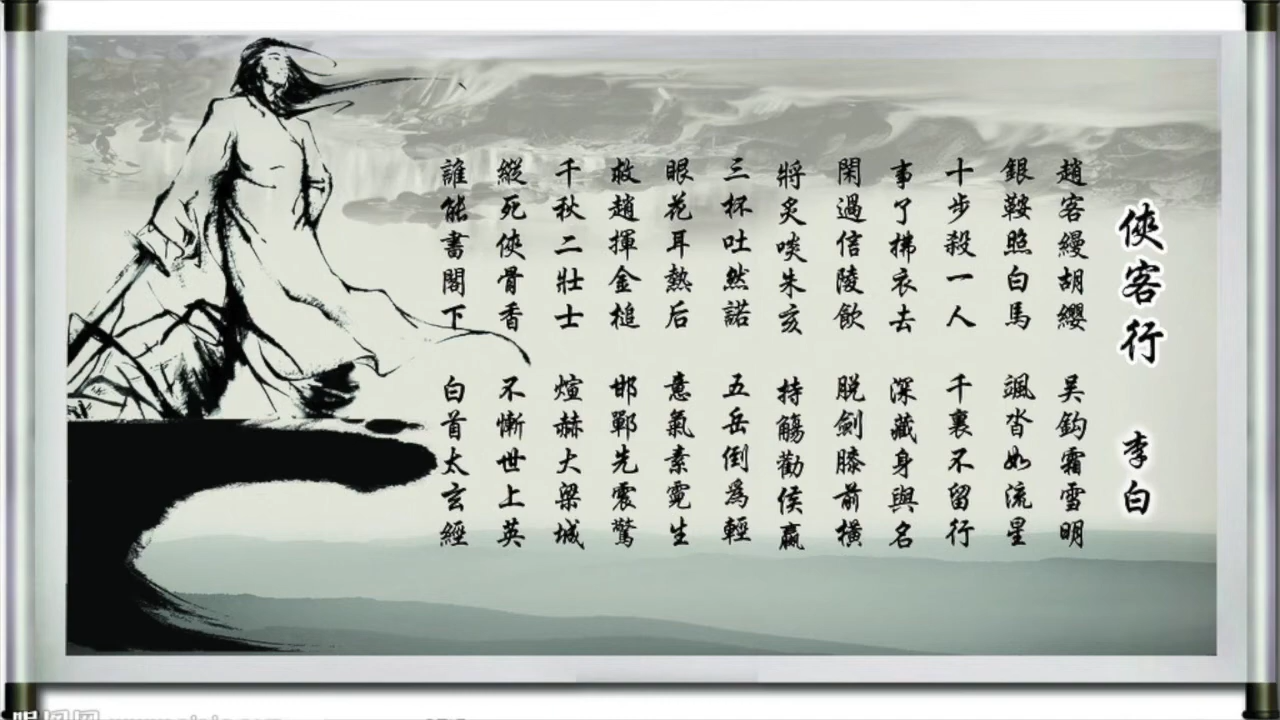 俠客行 李白
趙客縵胡纓 吴鈎霜雪明
銀鞍照白馬 颯沓如流星
十步殺一人 千裏不留行
事了拂衣去 深藏身與名
閑過信陵飲 脱劍膝前橫
將炙啖朱亥 持觴勸侯嬴
三杯吐然諾 五岳倒爲輕
眼花耳熱后 意氣素霓生
救趙揮金槌 邯鄲先震驚
千秋二壯士 煊赫大梁城
縱死俠骨香 不慚世上英
誰能書閣下 白首太玄經